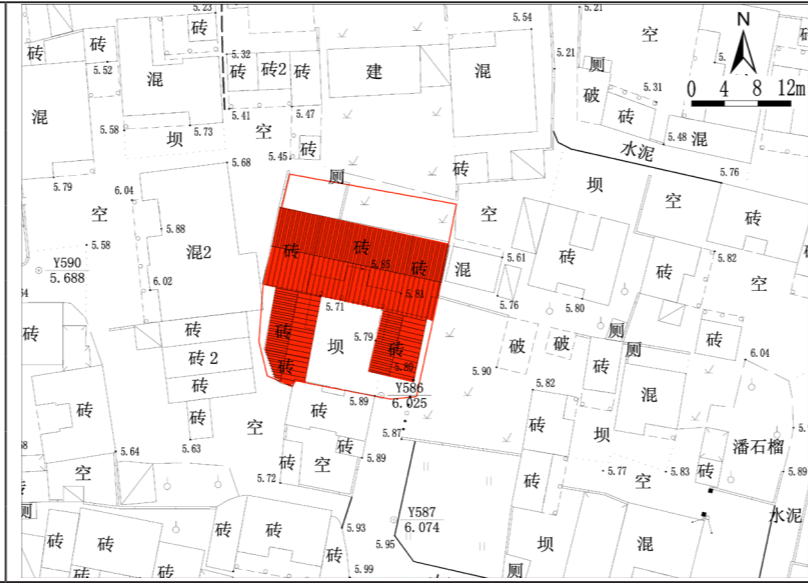 5.23
砖
砖
砖
5.52
混
5.32
砖
砖2
砖
建
混
5.54
5.21
空
5.21
厕
N
0 4 8 12m
破
砖
5.31
5.48
混
水泥
5.76
混
5.58
坝
5.73
5.41
空
5.47
砖
5.45
5.68
厕
砖
5.79
6.04
空
5.88
5.58
混2
Y590
5.688
6.02
砖
砖
砖
5.85
5.81
混
空
5.61
5.76
坝
空
砖
砖
砖
5.82
空
5.80
砖
砖
砖2
砖
砖
砖
5.71
坝
5.79
砖
5.80
Y586
6.025
破
破
厕
厕
砖
砖
6.04
5.90
5.82
混
砖
砖
5.63
空
砖
5.89
5.87
砖
坝
潘石榴
5.64
空
砖
空
5.72
砖
5.89
砖
5.77
空
5.83
砖
5.89
厕
Y587
6.074
水泥
砖
砖
砖
砖
5.93
砖
5.95
5.99
坝
混
厕
砖
砖